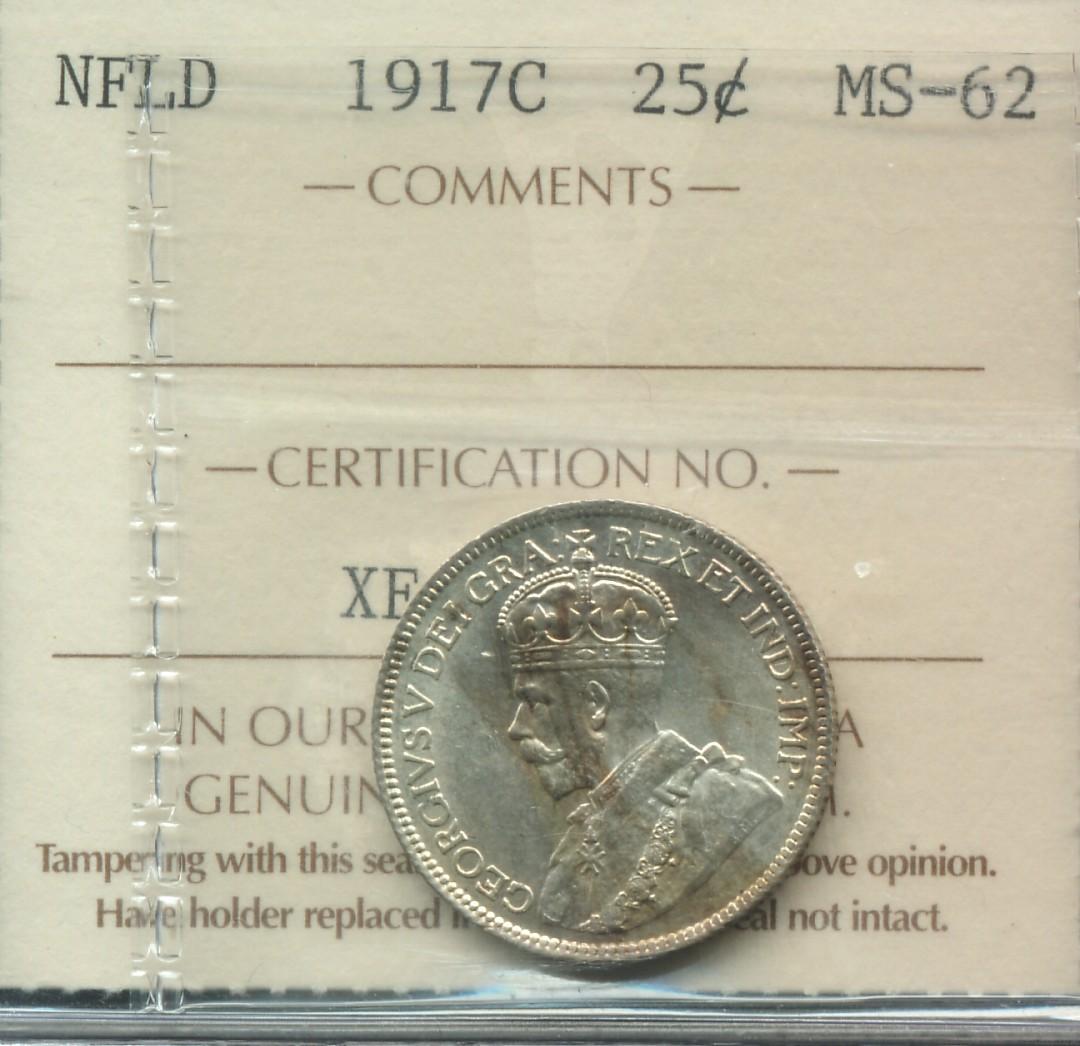 NFLD 1917C 25¢ MS-62
— COMMENTS —
— CERTIFICATION NO. —
XE
IN OUR A
GENUIN M.
Tampering with this sea ove opinion.
Have holder replaced i eal not intact.
GEORGIVS V DEI GRA: REX ET IND: IMP: